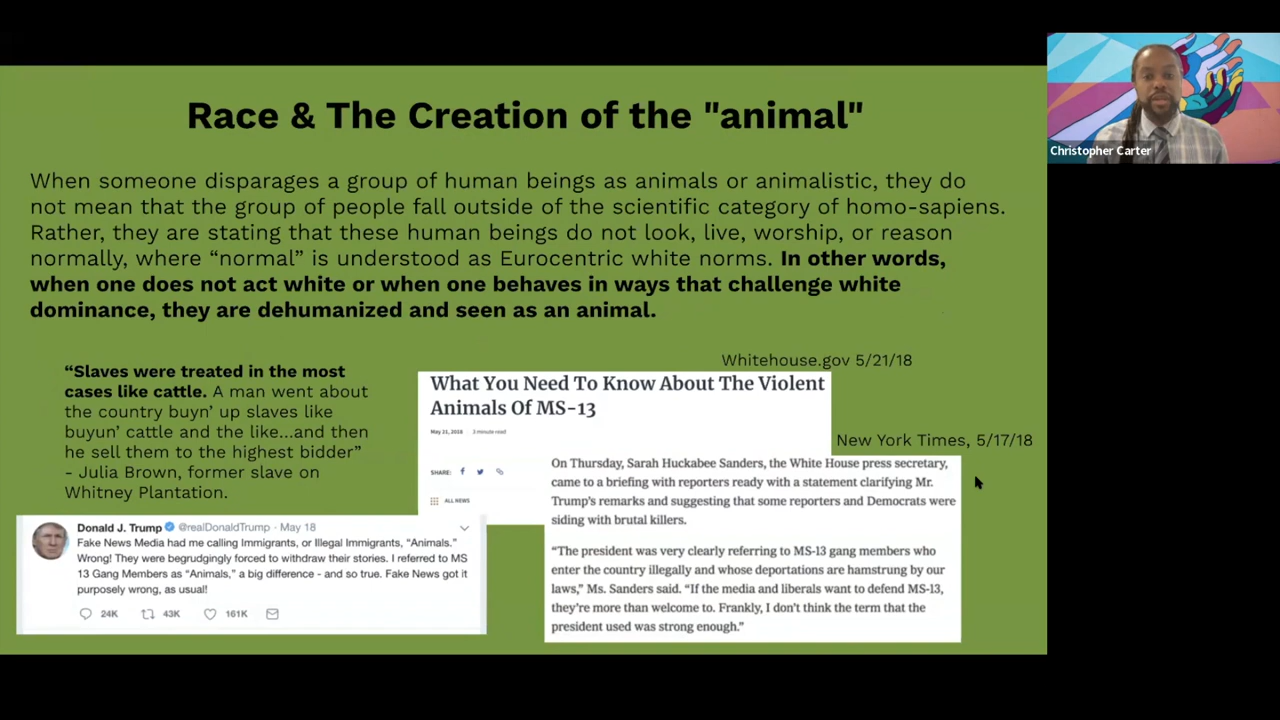 Race & The Creation of the "animal"
When someone disparages a group of human beings as animals or animalistic, they do
not mean that the group of people fall outside of the scientific category of homo-sapiens.
Rather, they are stating that these human beings do not look, live, worship, or reason
normally, where “normal” is understood as Eurocentric white norms. In other words,
when one does not act white or when one behaves in ways that challenge white
dominance, they are dehumanized and seen as an animal.
“Slaves were treated in the most
cases like cattle. A man went about
the country buyn’ up slaves like
buyun’ cattle and the like...and then
he sell them to the highest bidder”
- Julia Brown, former slave on
Whitney Plantation.
Whitehouse.gov 5/21/18
What You Need To Know About The Violent
Animals Of MS-13
May 21, 2018
3 minute read
SHARE:
ALL NEWS
New York Times, 5/17/18
On Thursday, Sarah Huckabee Sanders, the White House press secretary,
came to a briefing with reporters ready with a statement clarifying Mr.
Trump’s remarks and suggesting that some reporters and Democrats were
siding with brutal killers.
“The president was very clearly referring to MS-13 gang members who
enter the country illegally and whose deportations are hamstrung by our
laws,” Ms. Sanders said. “If the media and liberals want to defend MS-13,
they’re more than welcome to. Frankly, I don’t think the term that the
president used was strong enough.”
Donald J. Trump @realDonaldTrump · May 18
Fake News Media had me calling Immigrants, or Illegal Immigrants, “Animals.”
Wrong! They were begrudgingly forced to withdraw their stories. I referred to MS
13 Gang Members as “Animals,” a big difference - and so true. Fake News got it
purposely wrong, as usual!
24K 43K 161K
Christopher Carter